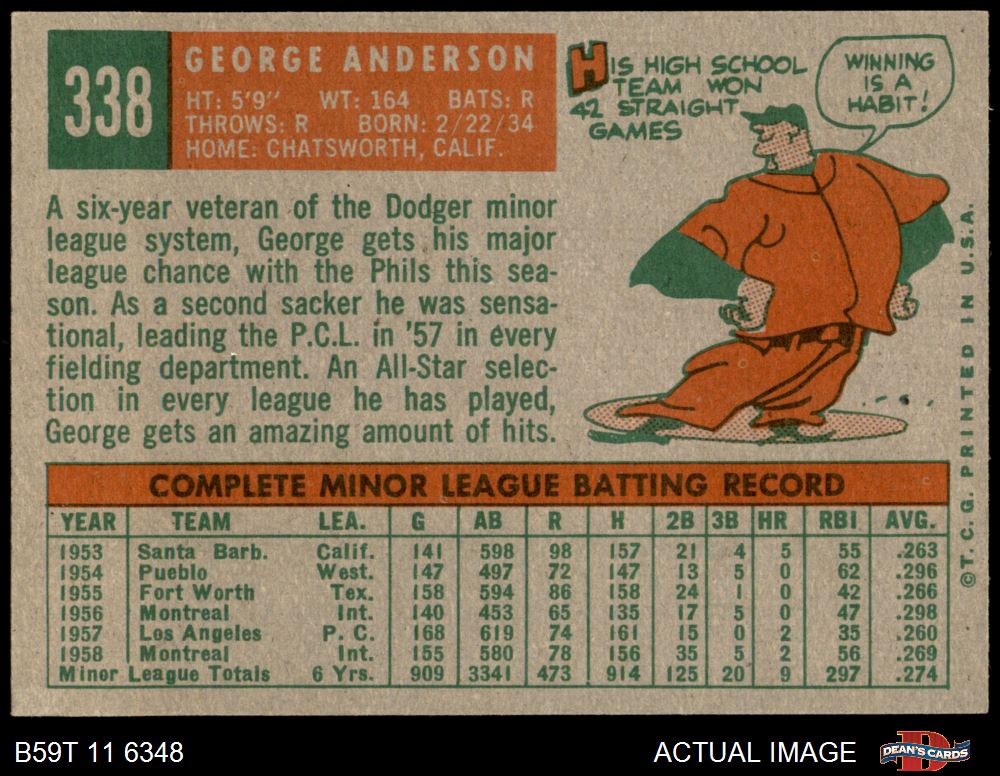 338
GEORGE ANDERSON
HT: 5'9" WT: 164 BATS: R
THROWS: R BORN: 2/22/34
HOME: CHATSWORTH, CALIF.
HIS HIGH SCHOOL
TEAM WON
42 STRAIGHT
GAMES
WINNING
IS A
HABIT!
A six-year veteran of the Dodger minor
league system, George gets his major
league chance with the Phils this sea-
son. As a second sacker he was sensa-
tional, leading the P.C.L. in '57 in every
fielding department. An All-Star selec-
tion in every league he has played,
George gets an amazing amount of hits.
COMPLETE MINOR LEAGUE BATTING RECORD
YEAR TEAM LEA. G AB R H 2B 3B HR RBI AVG.
1953 Santa Barb. Calif. 141 598 98 157 21 4 5 55 .263
1954 Pueblo West. 147 497 72 147 13 5 0 62 .296
1955 Fort Worth Tex. 158 594 86 158 24 1 0 42 .266
1956 Montreal Int. 140 453 65 135 17 5 0 47 .298
1957 Los Angeles P. C. 168 619 74 161 15 0 2 35 .260
1958 Montreal Int. 155 580 78 156 35 5 2 56 .269
Minor League Totals 6 Yrs. 909 3341 473 914 125 20 9 297 .274
©T. C. G. PRINTED IN U.S.A.
B59T 11 6348
ACTUAL IMAGE
D
DEAN'S CARDS